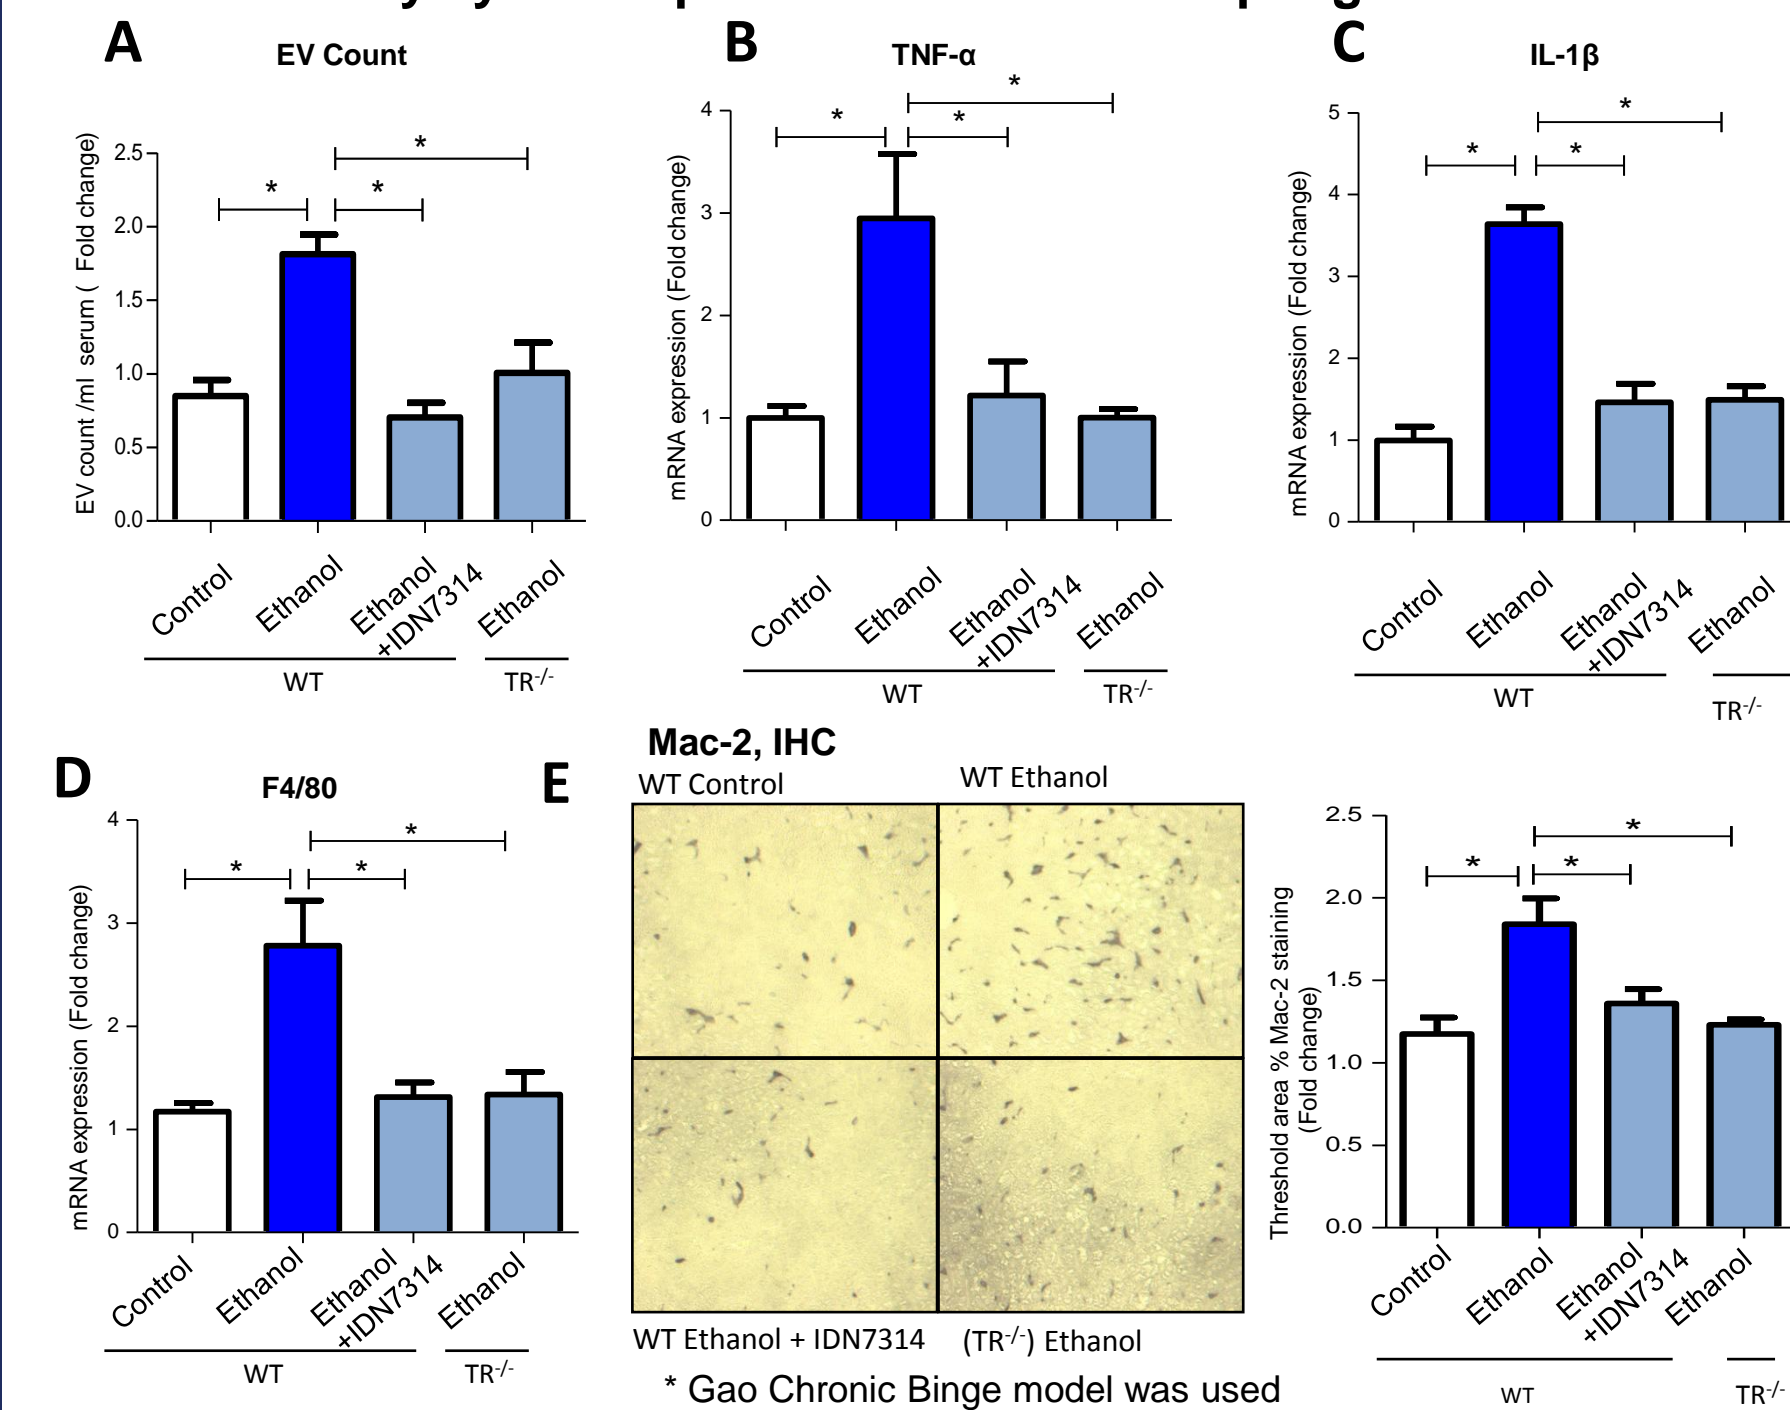 A
EV Count
EV count /ml serum ( Fold change)
2.5
2.0
1.5
1.0
0.5
0.0
*
*
*
Control
Ethanol
Ethanol
+IDN7314
Ethanol
WT
TR-/-
B
TNF-α
mRNA expression (Fold change)
4
3
2
1
0
*
*
*
Control
Ethanol
Ethanol
+IDN7314
Ethanol
WT
TR-/-
C
IL-1β
mRNA expression (Fold change)
5
4
3
2
1
0
*
*
*
Control
Ethanol
Ethanol
+IDN7314
Ethanol
WT
TR-/-
D
F4/80
mRNA expression (Fold change)
4
3
2
1
0
*
*
*
Control
Ethanol
Ethanol
+IDN7314
Ethanol
WT
TR-/-
E
Mac-2, IHC
WT Control
WT Ethanol
WT Ethanol + IDN7314
(TR-/-) Ethanol
Threshold area % Mac-2 staining
(Fold change)
2.5
2.0
1.5
1.0
0.5
0.0
*
*
*
Control
Ethanol
Ethanol
+IDN7314
Ethanol
WT
TR-/-
* Gao Chronic Binge model was used